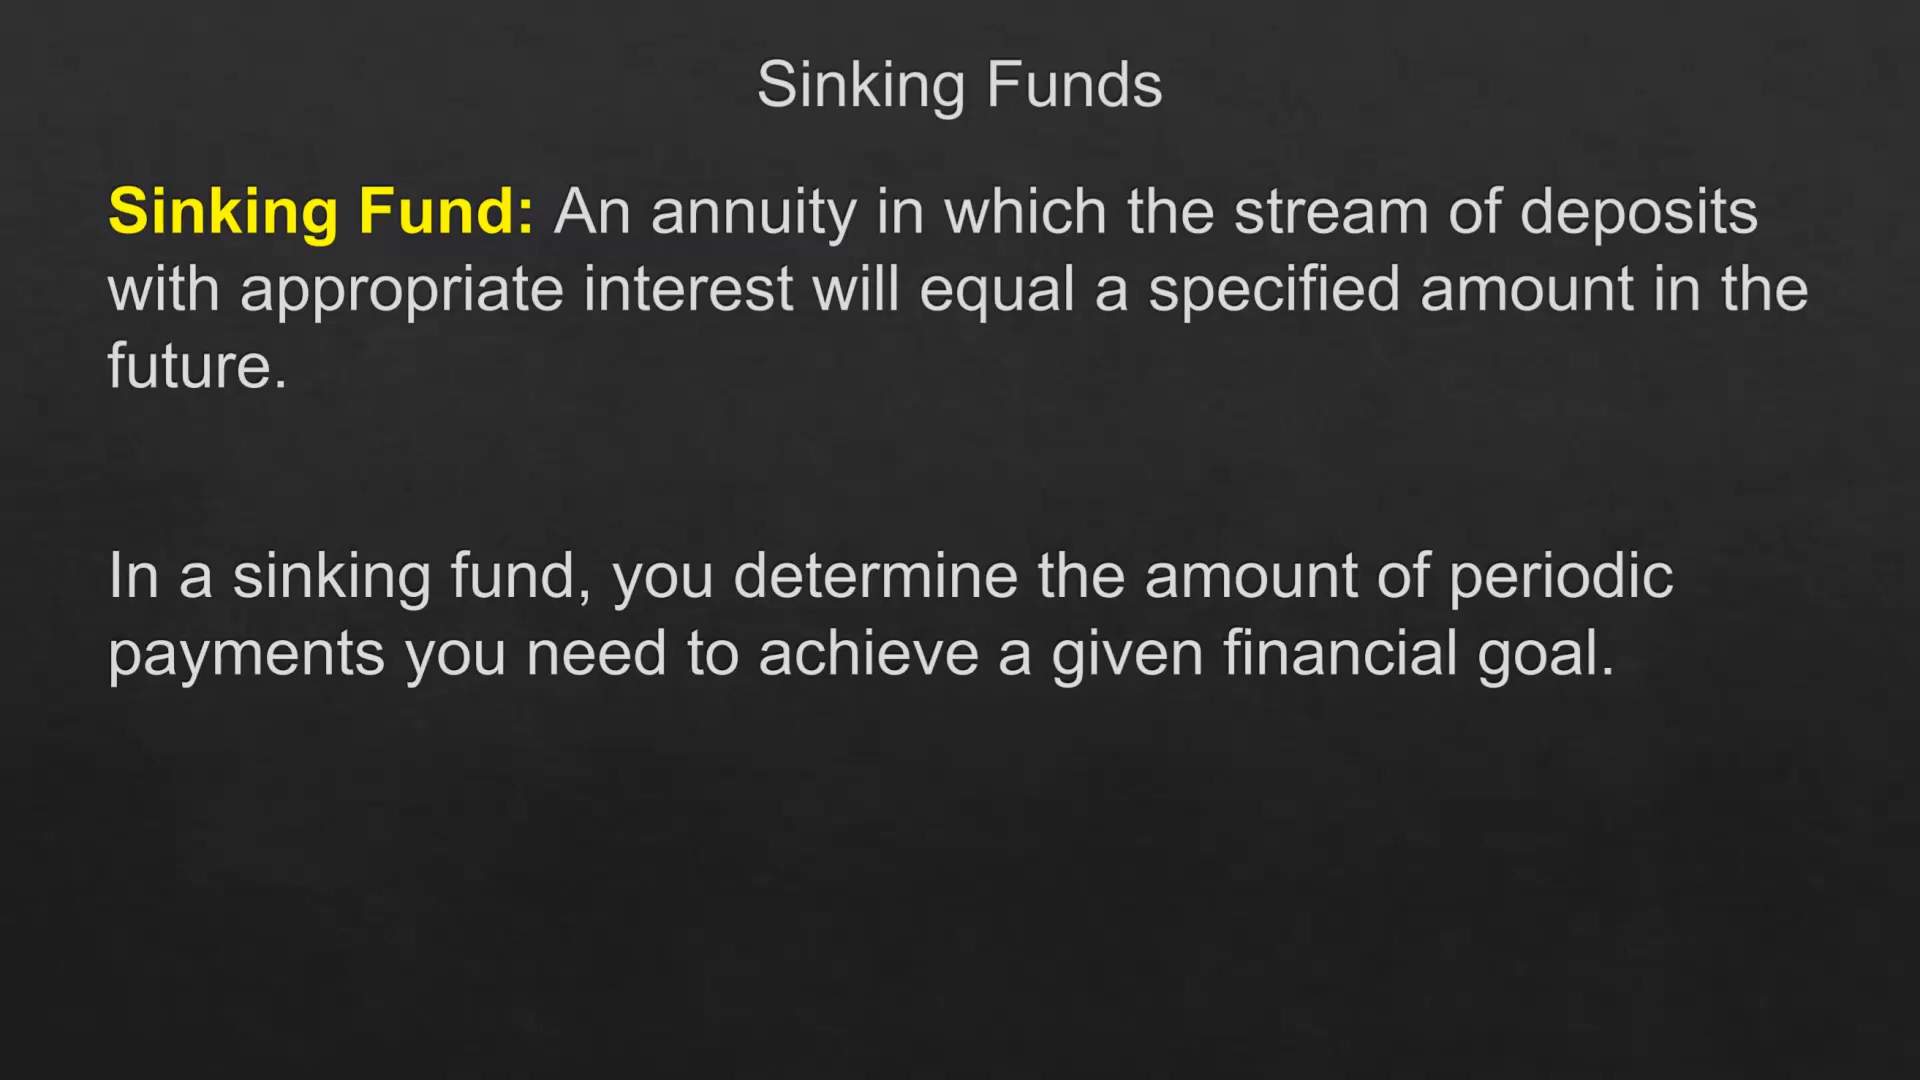 Sinking Funds
Sinking Fund: An annuity in which the stream of deposits
with appropriate interest will equal a specified amount in the
future.
In a sinking fund, you determine the amount of periodic
payments you need to achieve a given financial goal.